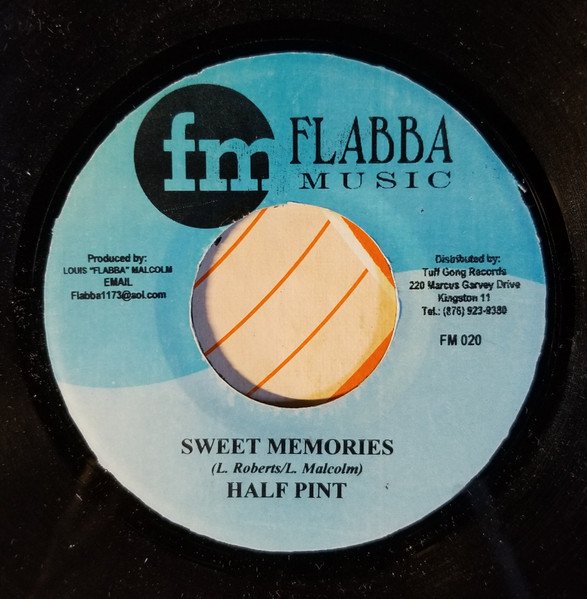 fm FLABBA
MUSIC
Produced by:
LOUIS "FLABBA" MALCOLM
EMAIL
Flabba1173@aol.com
Distributed by:
Tuff Gong Records
220 Marcus Garvey Drive
Kingston 11
Tel.: (876) 923-9380
FM 020
SWEET MEMORIES
(L. Roberts/L. Malcolm)
HALF PINT